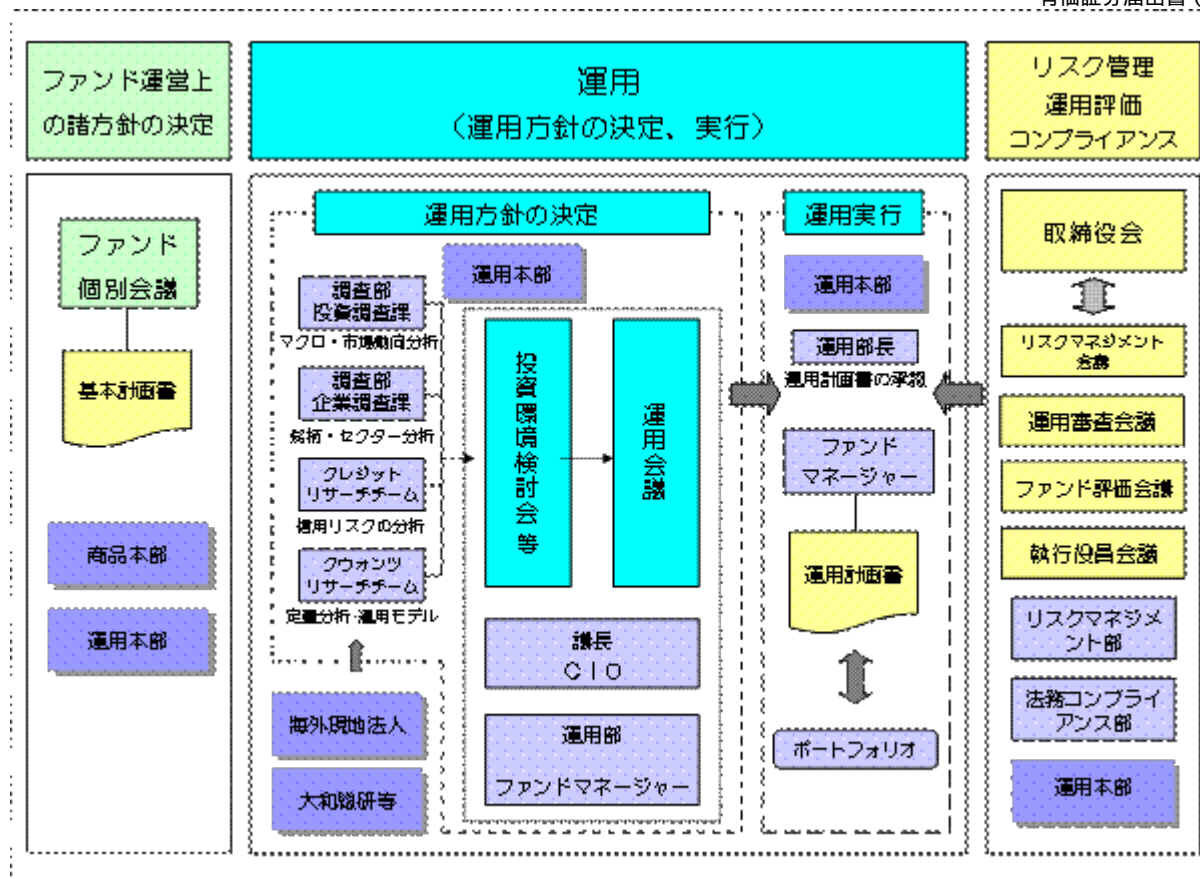 ファンド運営上
の諸方針の決定
運用
（運用方針の決定、実行）
リスク管理
運用評価
コンプライアンス
ファンド
個別会議
基本計画書
商品本部
運用本部
運用方針の決定
運用本部
調査部
投資調査課
マクロ・市場動向分析
調査部
企業調査課
銘柄・セクター分析
クレジット
リサーチチーム
信用リスクの分析
クウォンツ
リサーチチーム
定量分析・運用モデル
海外現地法人
大和総研等
投資環境検討会等
運用会議
議長
ＣＩＯ
運用部
ファンドマネージャー
運用実行
運用本部
運用部長
運用計画書の承認
ファンド
マネージャー
運用計画書
ポートフォリオ
取締役会
リスクマネジメント
会議
運用審査会議
ファンド評価会議
執行役員会議
リスクマネジメ
ント部
法務コンプライ
アンス部
運用本部